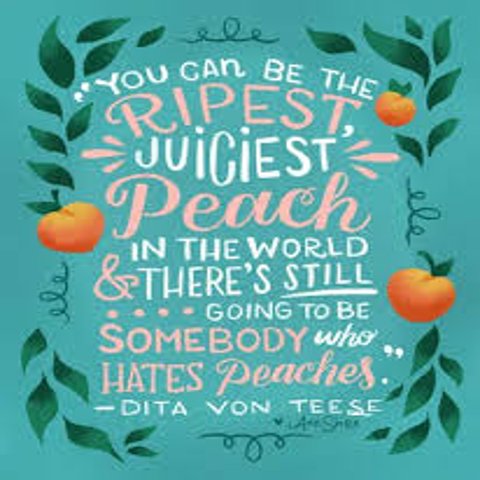 "YOU CAN BE THE
RIPEST,
JUICIEST
Peach
IN THE WORLD
& THERE'S STILL
GOING TO BE
SOMEBODY who
HATES Peaches."
—DITA VON TEESE